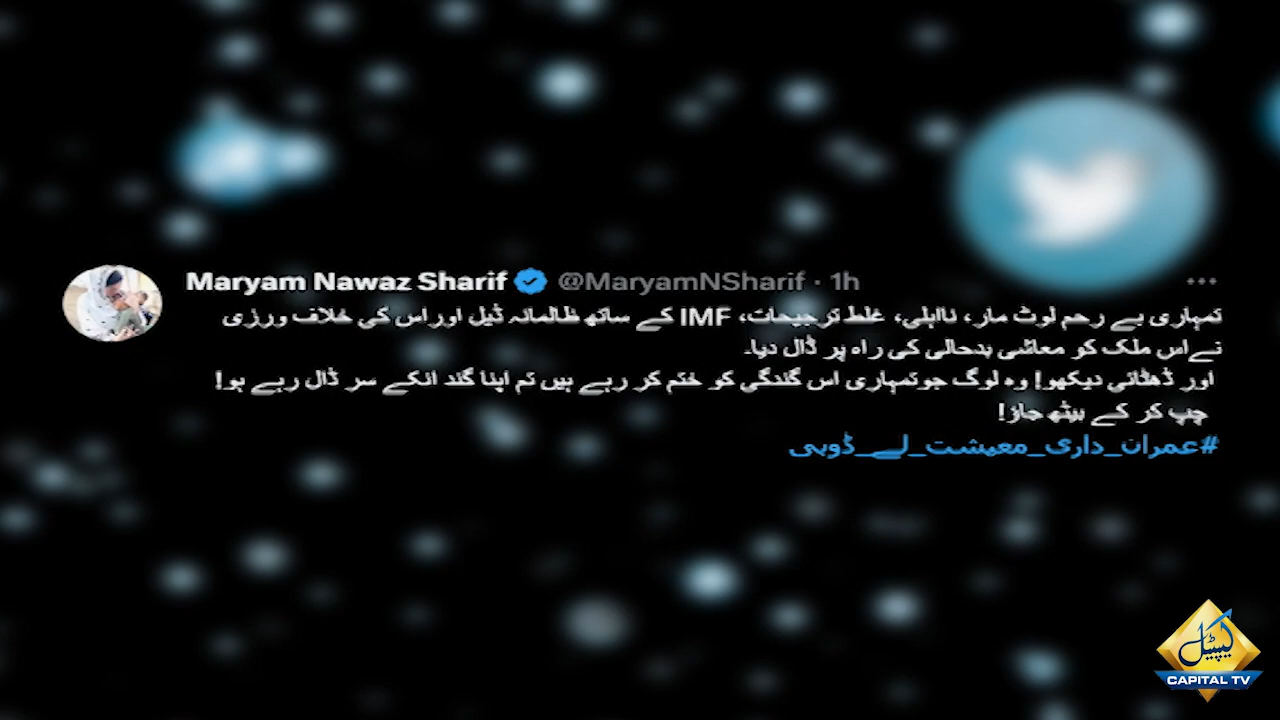 Maryam Nawaz Sharif @MaryamNSharif · 1h
تمہاری بے رحم لوٹ مار، نااہلی، غلط ترجیحات، IMF کے ساتھ ظالمانہ ڈیل اور اس کی خلاف ورزی
نے اس ملک کو معاشی بدحالی کی راہ پر ڈال دیا۔
اور ڈھٹائی دیکھو! وہ لوگ جو تمہاری اس گندگی کو ختم کر رہے ہیں تم اپنا گند انکے سر ڈال رہے ہو!
چپ کر کے بیٹھ جاؤ!
#عمران_داری_معیشت_لے_ڈوبی
کیپیٹل
CAPITAL TV